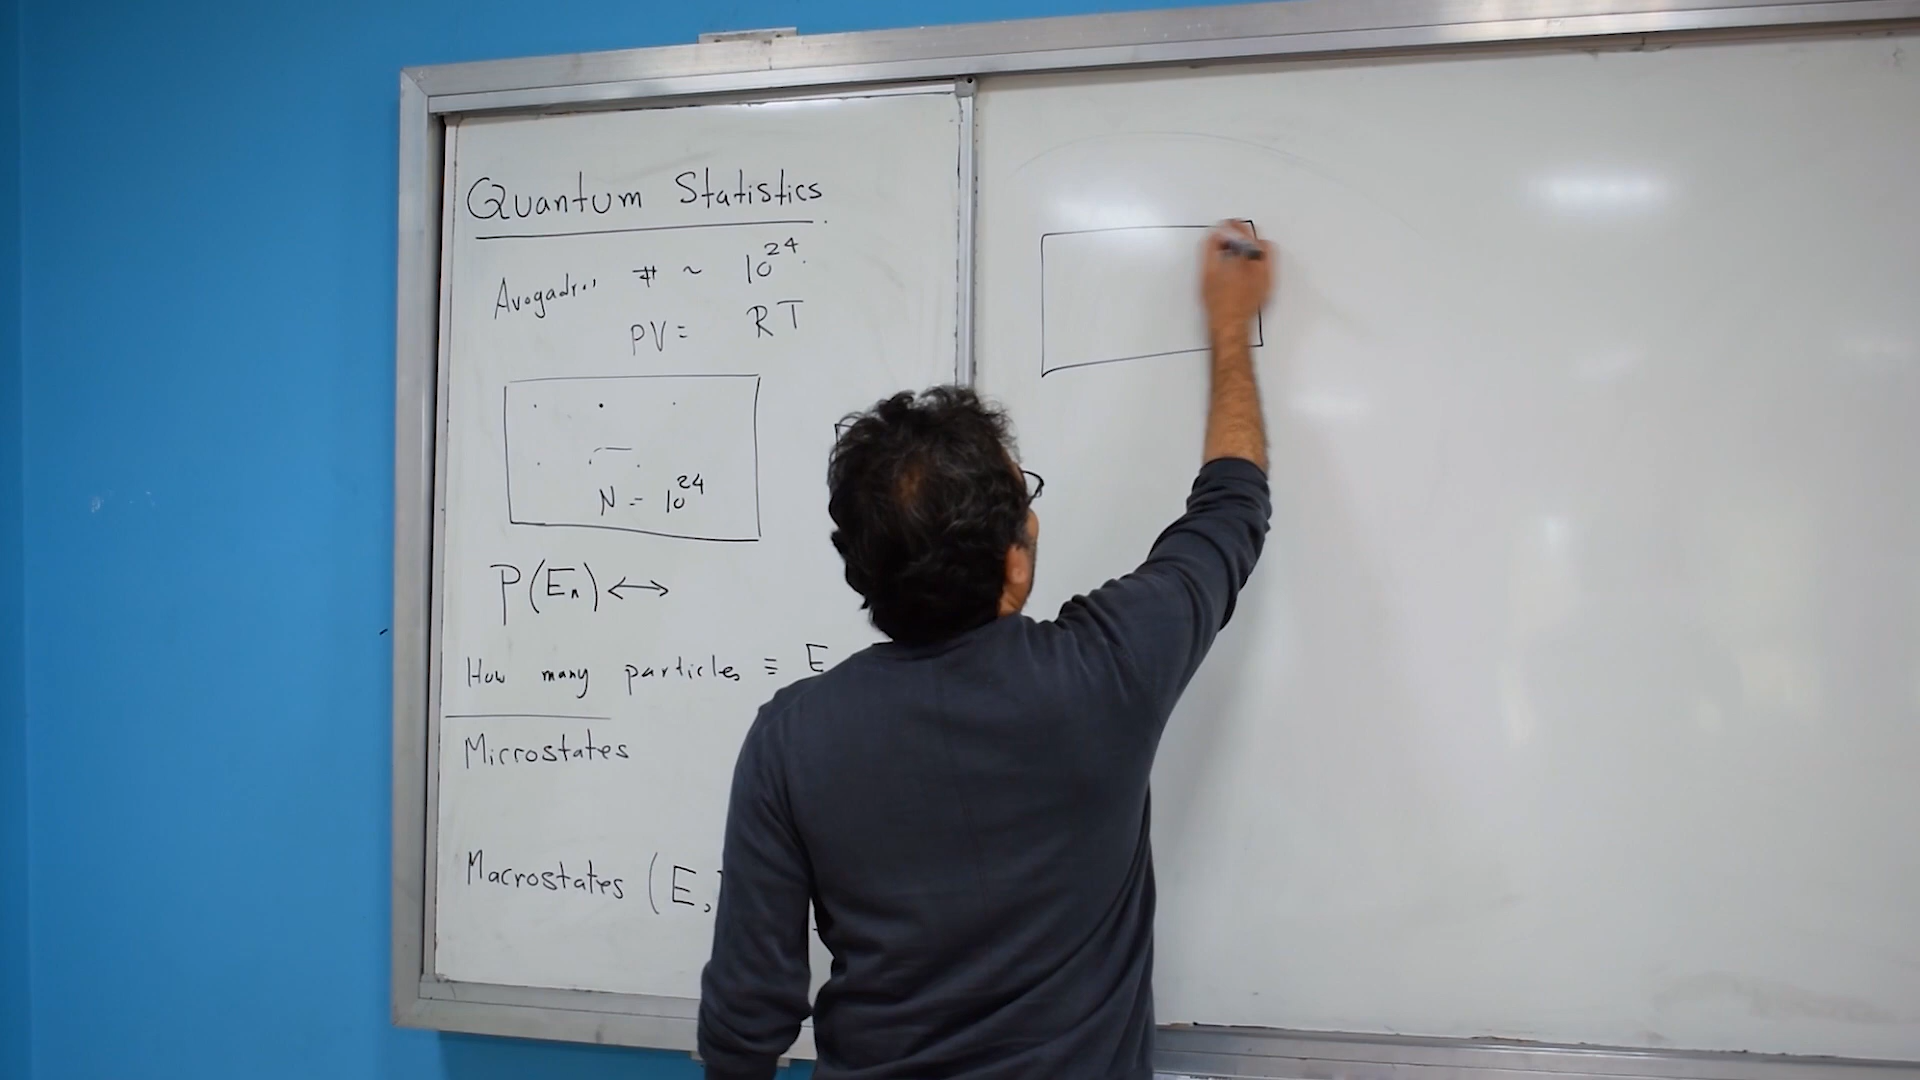 Quantum Statistics
Avogadro's # ~ 10^24
PV = RT
N = 10^24
P(En) ↔
How many particles ≡ E
Microstates
Macrostates (E,